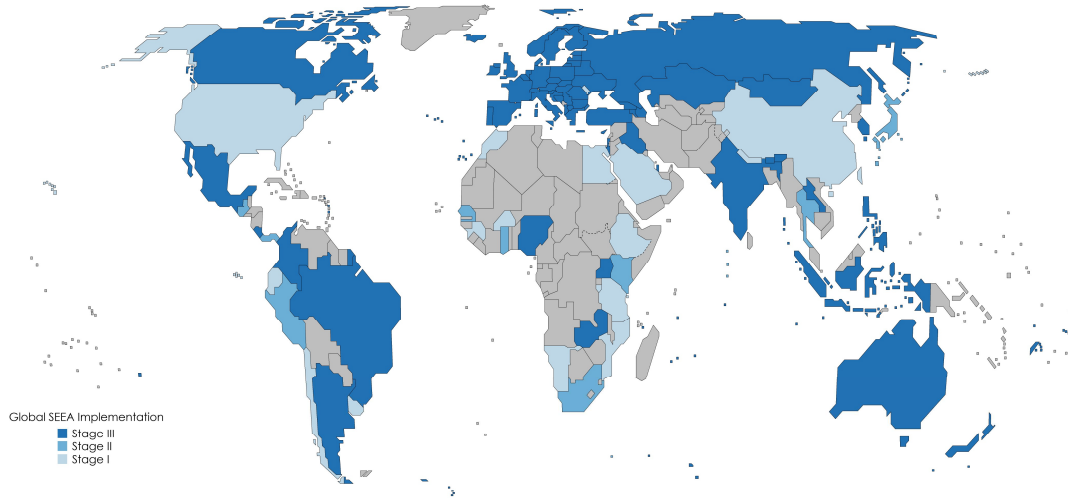 Global SEEA Implementation
Stage III
Stage II
Stage I